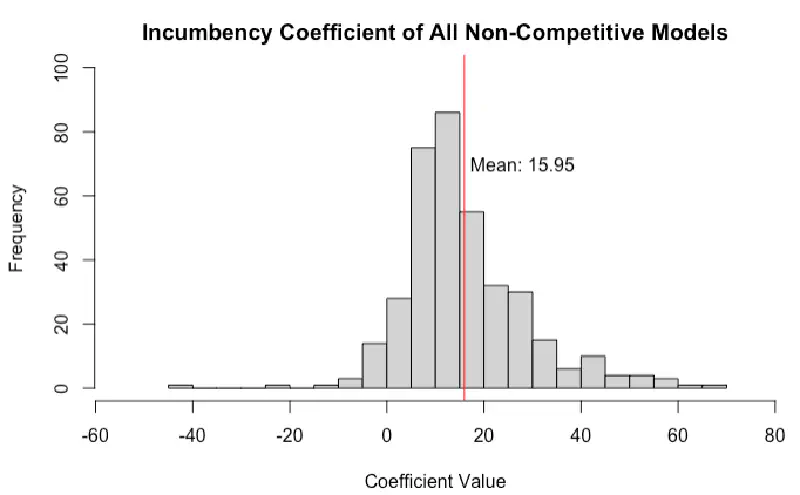 Incumbency Coefficient of All Non-Competitive Models
100
80
60
40
20
0
Frequency
Mean: 15.95
-60 -40 -20 0 20 40 60 80
Coefficient Value